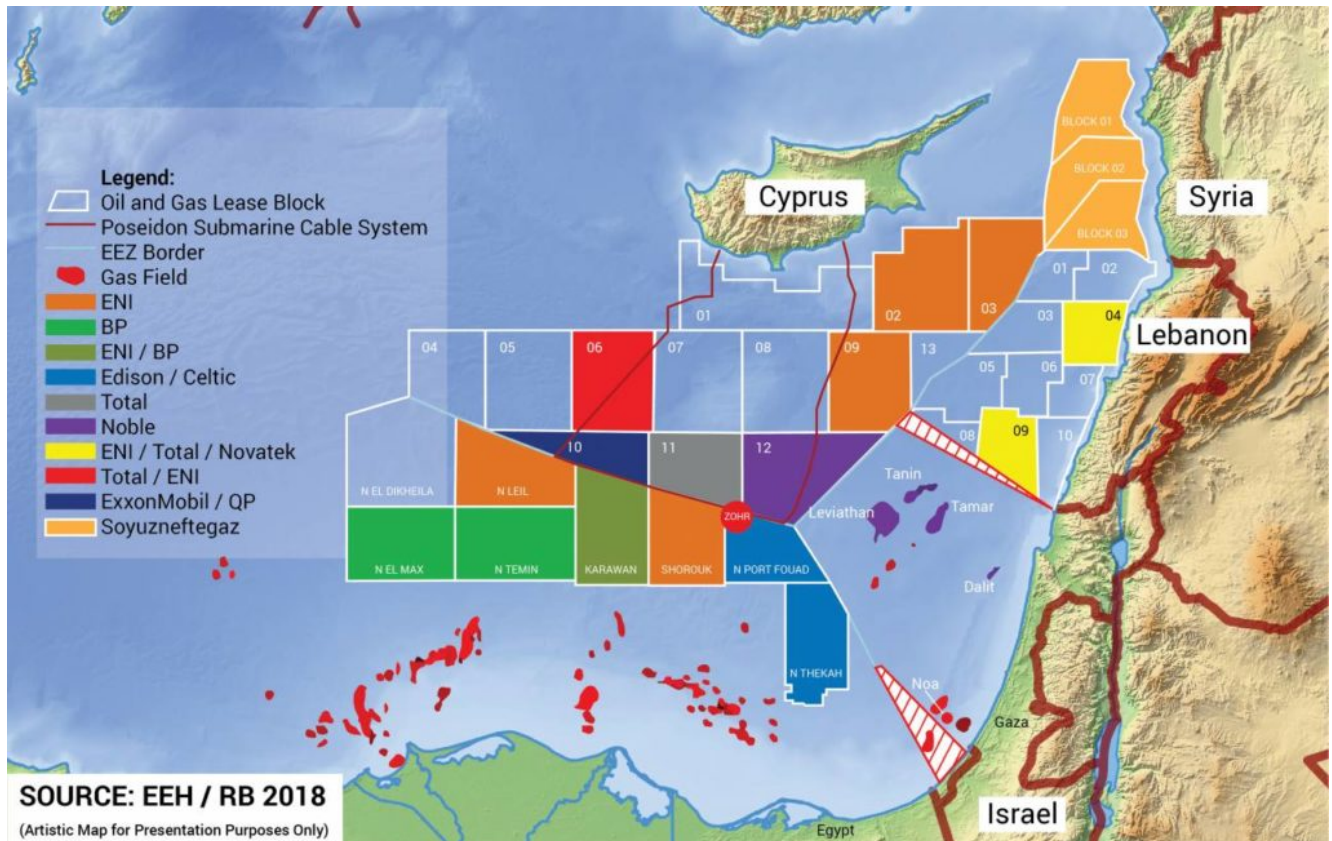 Legend:
Oil and Gas Lease Block
Poseidon Submarine Cable System
EEZ Border
Gas Field
ENI
BP
ENI / BP
Edison / Celtic
Total
Noble
ENI / Total / Novatek
Total / ENI
ExxonMobil / QP
Soyuzneftegaz
Cyprus
Syria
Lebanon
Israel
BLOCK 01
BLOCK 02
BLOCK 03
01
02
03
01
02
03
04
04
05
06
07
08
09
13
05
06
07
08
09
10
10
11
12
N EL DIKHEILA
N LEIL
ZOHR
N EL MAX
N TEMIN
KARAWAN
SHOROUK
N PORT FOUAD
N THEKAH
Tanin
Leviathan
Tamar
Dalit
Noa
Gaza
Egypt
SOURCE: EEH / RB 2018
(Artistic Map for Presentation Purposes Only)